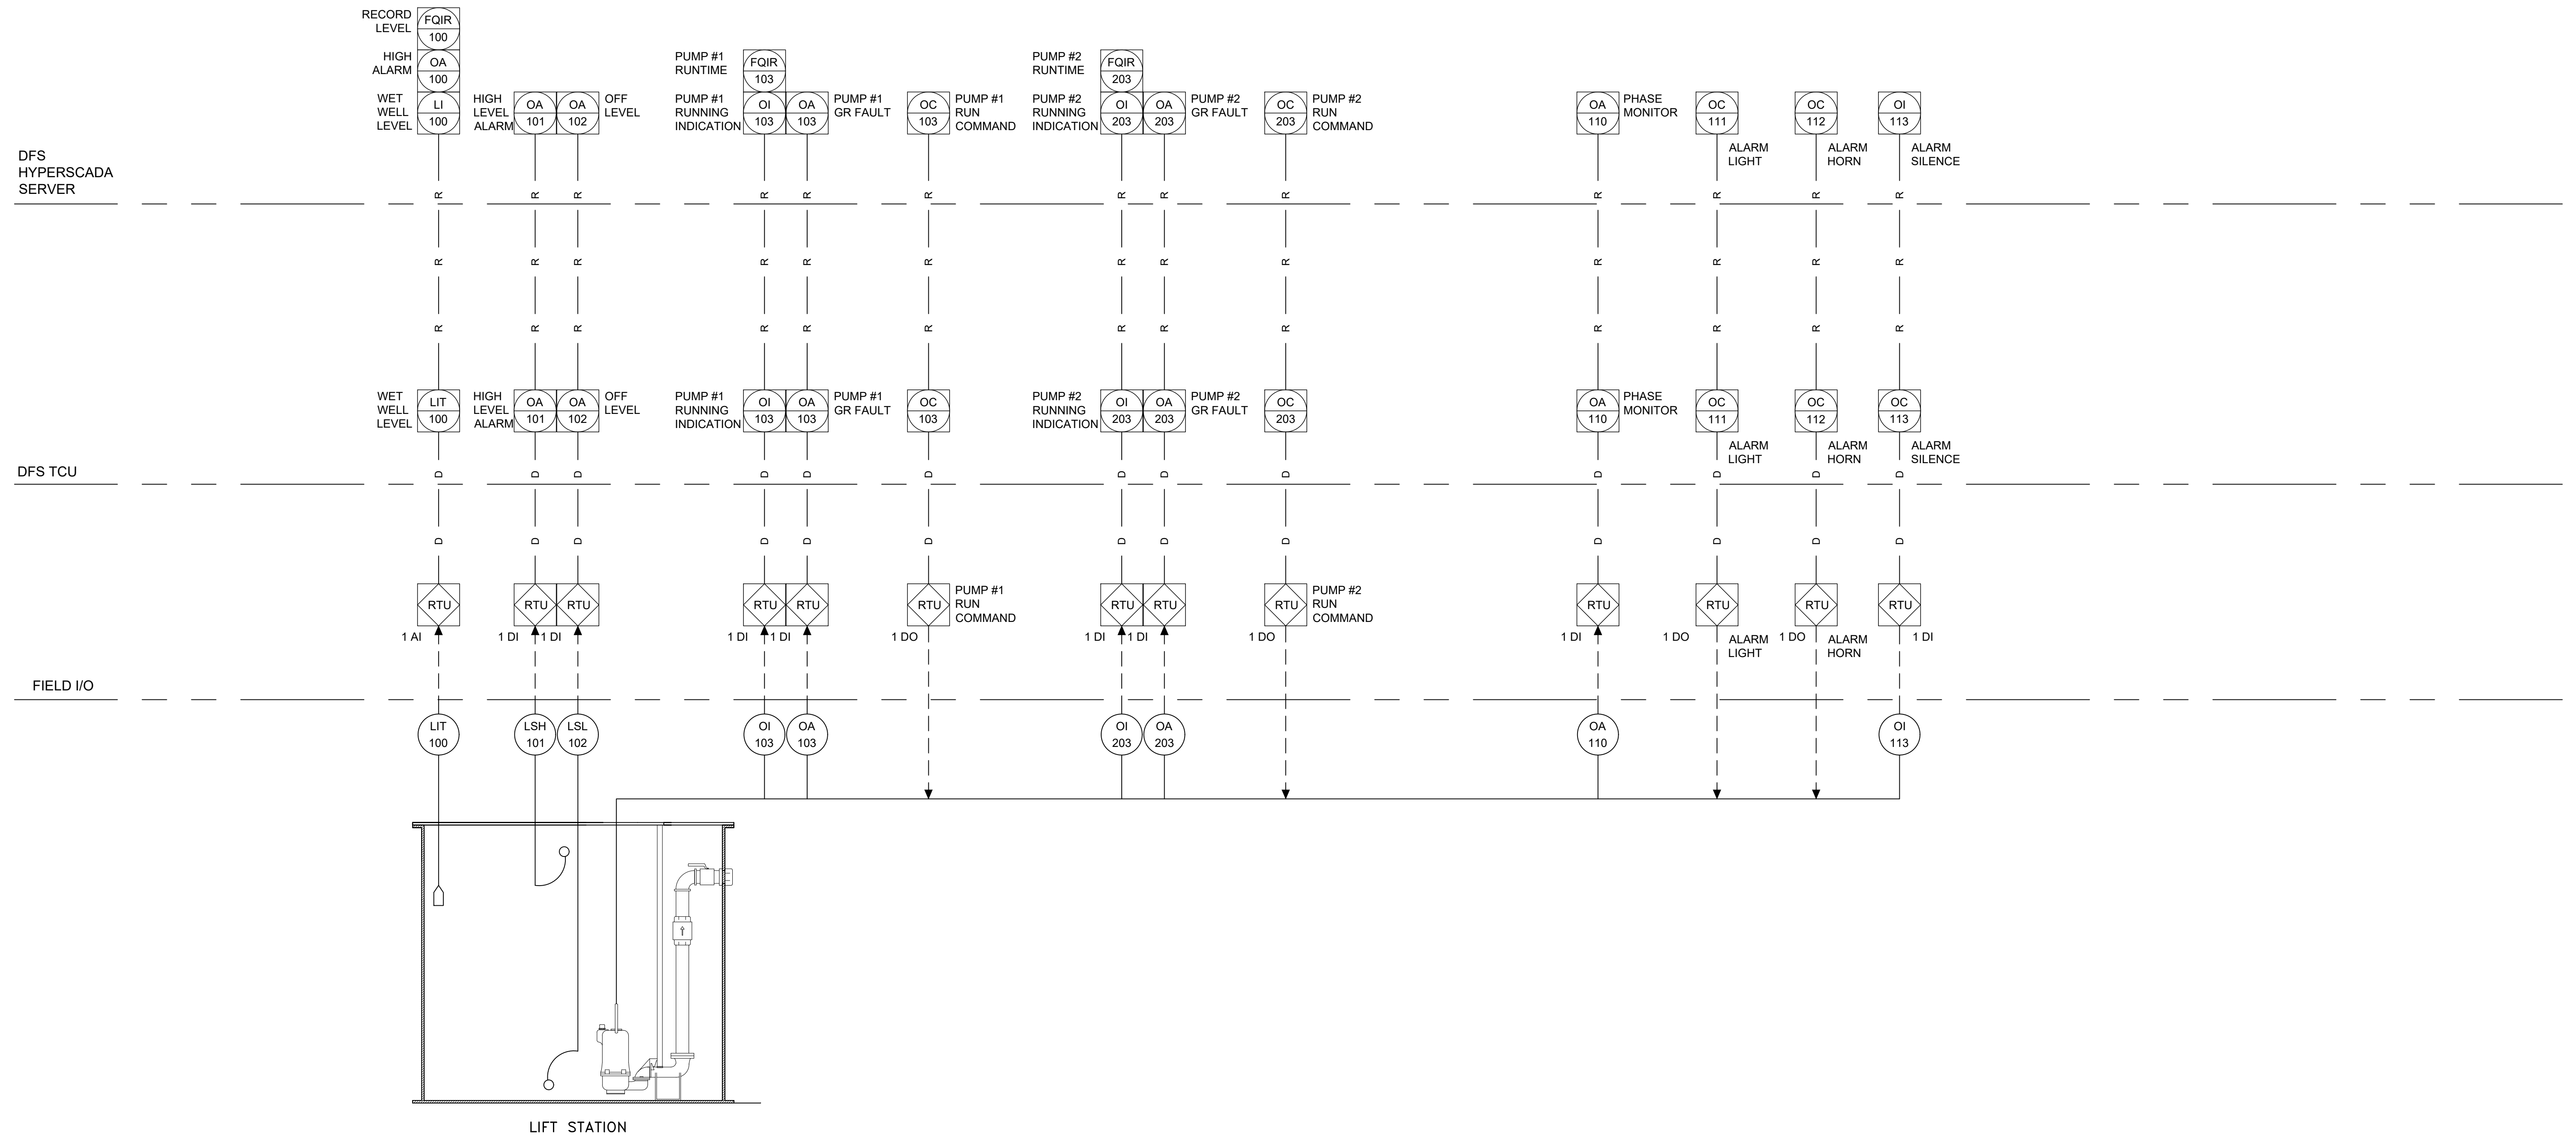 RECORD
LEVEL
FQIR
100
HIGH
ALARM
OA
100
PUMP #1
RUNTIME
FQIR
103
PUMP #2
RUNTIME
FQIR
203
WET
WELL
LEVEL
LI
100
HIGH
LEVEL
ALARM
OA
101
OA
102
OFF
LEVEL
PUMP #1
RUNNING
INDICATION
OI
103
OA
103
PUMP #1
GR FAULT
OC
103
PUMP #1
RUN
COMMAND
PUMP #2
RUNNING
INDICATION
OI
203
OA
203
PUMP #2
GR FAULT
OC
203
PUMP #2
RUN
COMMAND
OA
110
PHASE
MONITOR
OC
111
ALARM
LIGHT
OC
112
ALARM
HORN
OI
113
ALARM
SILENCE
DFS
HYPERSCADA
SERVER
R R R R R R R R R R R R R
R R R R R R R R R R R R R
R R R R R R R R R R R R R
WET
WELL
LEVEL
LIT
100
HIGH
LEVEL
ALARM
OA
101
OA
102
OFF
LEVEL
PUMP #1
RUNNING
INDICATION
OI
103
OA
103
PUMP #1
GR FAULT
OC
103
PUMP #2
RUNNING
INDICATION
OI
203
OA
203
PUMP #2
GR FAULT
OC
203
OA
110
PHASE
MONITOR
OC
111
ALARM
LIGHT
OC
112
ALARM
HORN
OC
113
ALARM
SILENCE
DFS TCU
D D D D D D D D D D D D D
D D D D D D D D D D D D D
RTU
1 AI
RTU
1 DI
RTU
1 DI
RTU
1 DI
RTU
1 DI
RTU
1 DO
PUMP #1
RUN
COMMAND
RTU
1 DI
RTU
1 DI
RTU
1 DO
PUMP #2
RUN
COMMAND
RTU
1 DI
RTU
1 DO
ALARM
LIGHT
RTU
1 DO
ALARM
HORN
RTU
1 DI
FIELD I/O
LIT
100
LSH
101
LSL
102
OI
103
OA
103
OI
203
OA
203
OA
110
OI
113
LIFT STATION